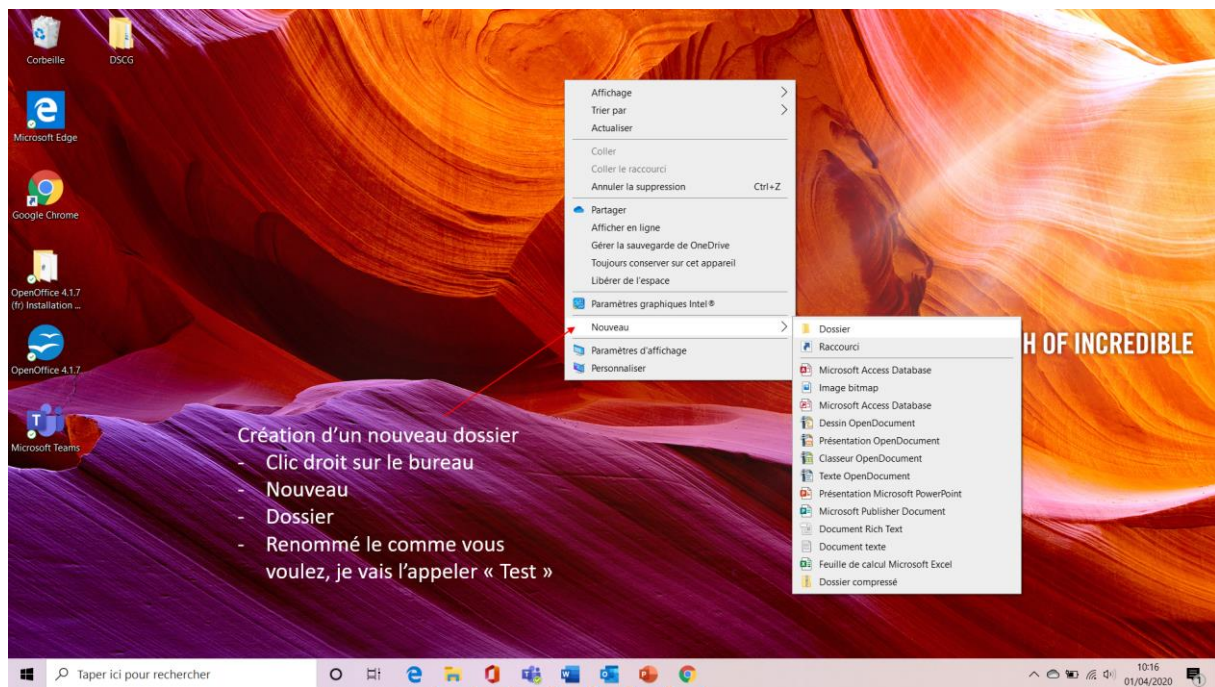 Corbeille
DSCG
Microsoft Edge
Google Chrome
OpenOffice 4.1.7
(fr) Installation ...
OpenOffice 4.1.7
Microsoft Teams
Affichage
Trier par
Actualiser
Coller
Coller le raccourci
Annuler la suppression Ctrl+Z
Partager
Afficher en ligne
Gérer la sauvegarde de OneDrive
Toujours conserver sur cet appareil
Libérer de l'espace
Paramètres graphiques Intel®
Nouveau
Paramètres d'affichage
Personnaliser
Dossier
Raccourci
Microsoft Access Database
Image bitmap
Microsoft Access Database
Dessin OpenDocument
Présentation OpenDocument
Classeur OpenDocument
Texte OpenDocument
Présentation Microsoft PowerPoint
Microsoft Publisher Document
Document Rich Text
Document texte
Feuille de calcul Microsoft Excel
Dossier compressé
H OF INCREDIBLE
Création d'un nouveau dossier
- Clic droit sur le bureau
- Nouveau
- Dossier
- Renommé le comme vous
voulez, je vais l'appeler « Test »
Taper ici pour rechercher
10:16
01/04/2020